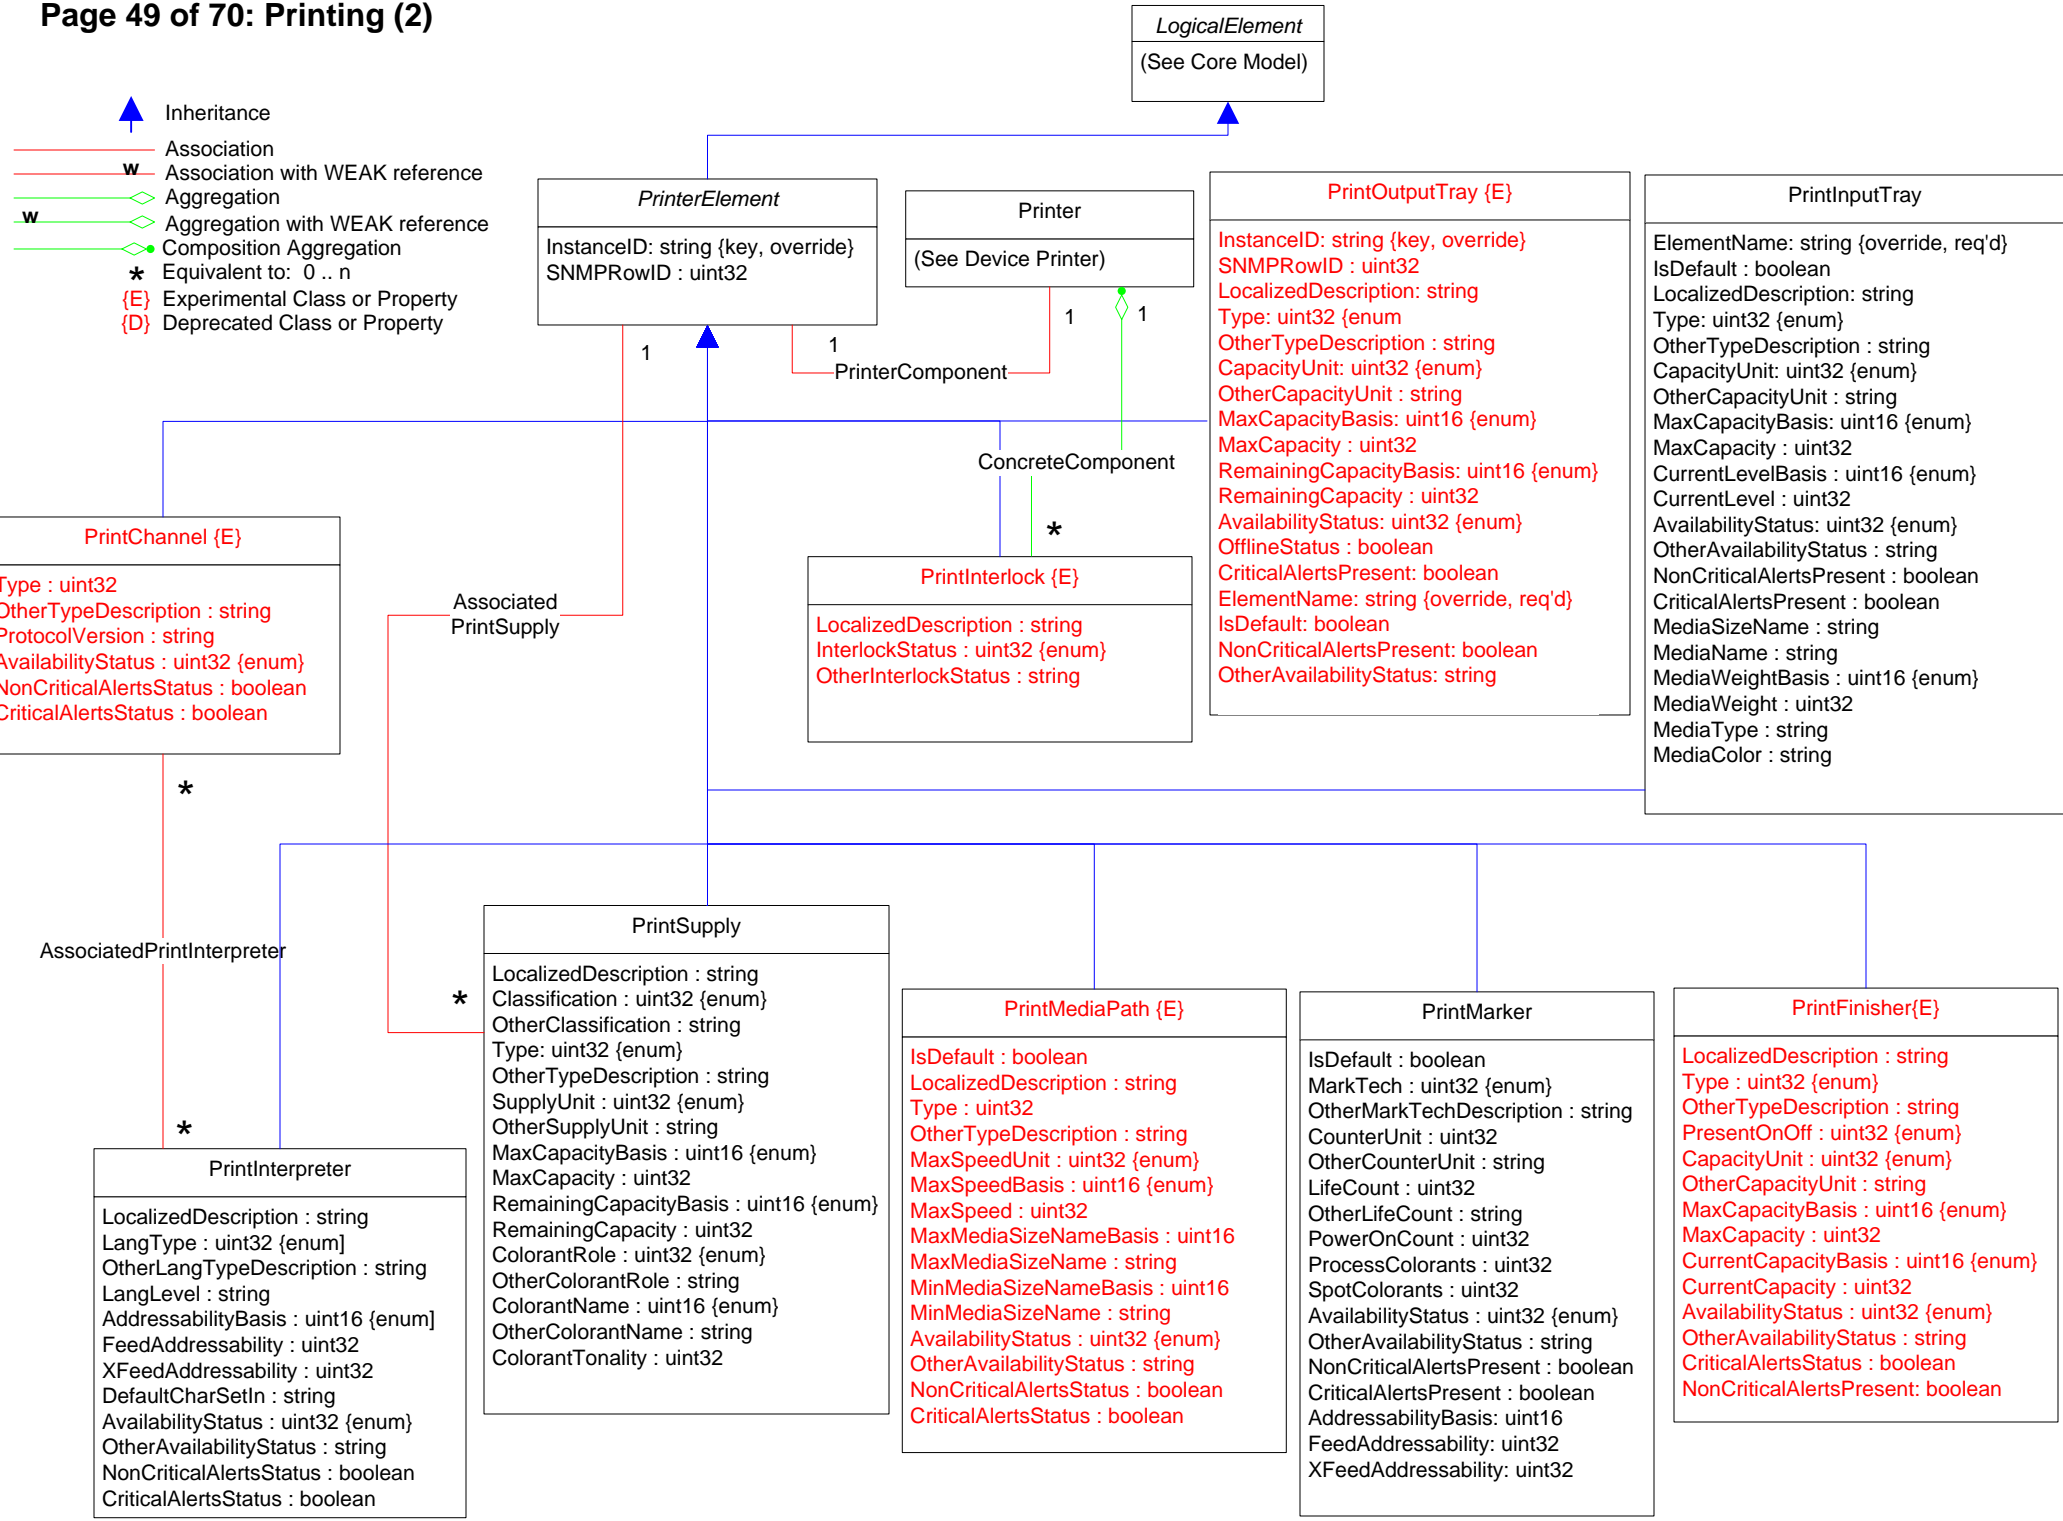 Page 49 of 70: Printing (2)
LogicalElement
(See Core Model)
Inheritance
Association
w Association with WEAK reference
Aggregation
w Aggregation with WEAK reference
Composition Aggregation
* Equivalent to: 0 .. n
{E} Experimental Class or Property
{D} Deprecated Class or Property
PrinterElement
InstanceID: string {key, override}
SNMPRowID : uint32
Printer
(See Device Printer)
1
1
1
1
PrinterComponent
ConcreteComponent
*
PrintOutputTray {E}
InstanceID: string {key, override}
SNMPRowID : uint32
LocalizedDescription: string
Type: uint32 {enum
OtherTypeDescription : string
CapacityUnit: uint32 {enum}
OtherCapacityUnit : string
MaxCapacityBasis: uint16 {enum}
MaxCapacity : uint32
RemainingCapacityBasis: uint16 {enum}
RemainingCapacity : uint32
AvailabilityStatus: uint32 {enum}
OfflineStatus : boolean
CriticalAlertsPresent: boolean
ElementName: string {override, req'd}
IsDefault: boolean
NonCriticalAlertsPresent: boolean
OtherAvailabilityStatus: string
PrintInputTray
ElementName: string {override, req'd}
IsDefault : boolean
LocalizedDescription: string
Type: uint32 {enum}
OtherTypeDescription : string
CapacityUnit: uint32 {enum}
OtherCapacityUnit : string
MaxCapacityBasis: uint16 {enum}
MaxCapacity : uint32
CurrentLevelBasis : uint16 {enum}
CurrentLevel : uint32
AvailabilityStatus: uint32 {enum}
OtherAvailabilityStatus : string
NonCriticalAlertsPresent : boolean
CriticalAlertsPresent : boolean
MediaSizeName : string
MediaName : string
MediaWeightBasis : uint16 {enum}
MediaWeight : uint32
MediaType : string
MediaColor : string
PrintChannel {E}
Type : uint32
OtherTypeDescription : string
ProtocolVersion : string
AvailabilityStatus : uint32 {enum}
NonCriticalAlertsStatus : boolean
CriticalAlertsStatus : boolean
*
Associated
PrintSupply
PrintInterlock {E}
LocalizedDescription : string
InterlockStatus : uint32 {enum}
OtherInterlockStatus : string
AssociatedPrintInterpreter
*
*
PrintInterpreter
LocalizedDescription : string
LangType : uint32 {enum]
OtherLangTypeDescription : string
LangLevel : string
AddressabilityBasis : uint16 {enum]
FeedAddressability : uint32
XFeedAddressability : uint32
DefaultCharSetIn : string
AvailabilityStatus : uint32 {enum}
OtherAvailabilityStatus : string
NonCriticalAlertsStatus : boolean
CriticalAlertsStatus : boolean
PrintSupply
LocalizedDescription : string
Classification : uint32 {enum}
OtherClassification : string
Type: uint32 {enum}
OtherTypeDescription : string
SupplyUnit : uint32 {enum}
OtherSupplyUnit : string
MaxCapacityBasis : uint16 {enum}
MaxCapacity : uint32
RemainingCapacityBasis : uint16 {enum}
RemainingCapacity : uint32
ColorantRole : uint32 {enum}
OtherColorantRole : string
ColorantName : uint16 {enum}
OtherColorantName : string
ColorantTonality : uint32
PrintMediaPath {E}
IsDefault : boolean
LocalizedDescription : string
Type : uint32
OtherTypeDescription : string
MaxSpeedUnit : uint32 {enum}
MaxSpeedBasis : uint16 {enum}
MaxSpeed : uint32
MaxMediaSizeNameBasis : uint16
MaxMediaSizeName : string
MinMediaSizeNameBasis : uint16
MinMediaSizeName : string
AvailabilityStatus : uint32 {enum}
OtherAvailabilityStatus : string
NonCriticalAlertsStatus : boolean
CriticalAlertsStatus : boolean
PrintMarker
IsDefault : boolean
MarkTech : uint32 {enum}
OtherMarkTechDescription : string
CounterUnit : uint32
OtherCounterUnit : string
LifeCount : uint32
OtherLifeCount : string
PowerOnCount : uint32
ProcessColorants : uint32
SpotColorants : uint32
AvailabilityStatus : uint32 {enum}
OtherAvailabilityStatus : string
NonCriticalAlertsPresent : boolean
CriticalAlertsPresent : boolean
AddressabilityBasis: uint16
FeedAddressability: uint32
XFeedAddressability: uint32
PrintFinisher{E}
LocalizedDescription : string
Type : uint32 {enum}
OtherTypeDescription : string
PresentOnOff : uint32 {enum}
CapacityUnit : uint32 {enum}
OtherCapacityUnit : string
MaxCapacityBasis : uint16 {enum}
MaxCapacity : uint32
CurrentCapacityBasis : uint16 {enum}
CurrentCapacity : uint32
AvailabilityStatus : uint32 {enum}
OtherAvailabilityStatus : string
CriticalAlertsStatus : boolean
NonCriticalAlertsPresent: boolean